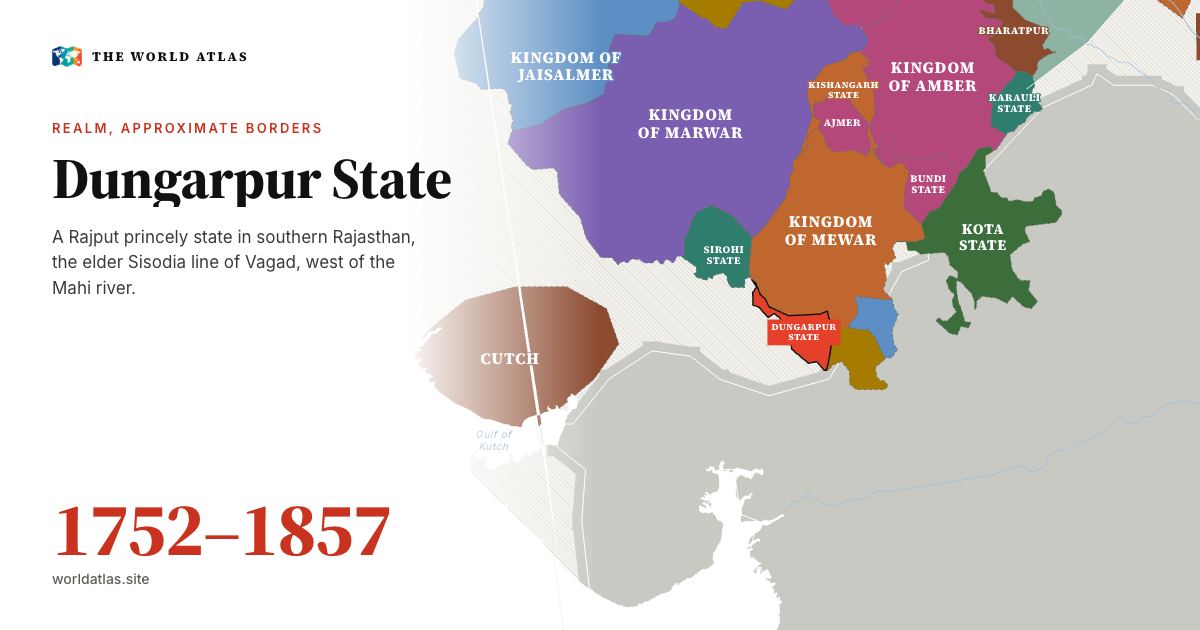 THE WORLD ATLAS
REALM, APPROXIMATE BORDERS
Dungarpur State
A Rajput princely state in southern Rajasthan,
the elder Sisodia line of Vagad, west of the
Mahi river.
1752–1857
worldatlas.site
KINGDOM OF
JAISALMER
KINGDOM
OF MARWAR
KISHANGARH
STATE
AJMER
KINGDOM
OF AMBER
BHARATPUR
KARAULI
STATE
BUNDI
STATE
KOTA
STATE
KINGDOM
OF MEWAR
SIROHI
STATE
DUNGARPUR
STATE
CUTCH
Gulf of
Kutch